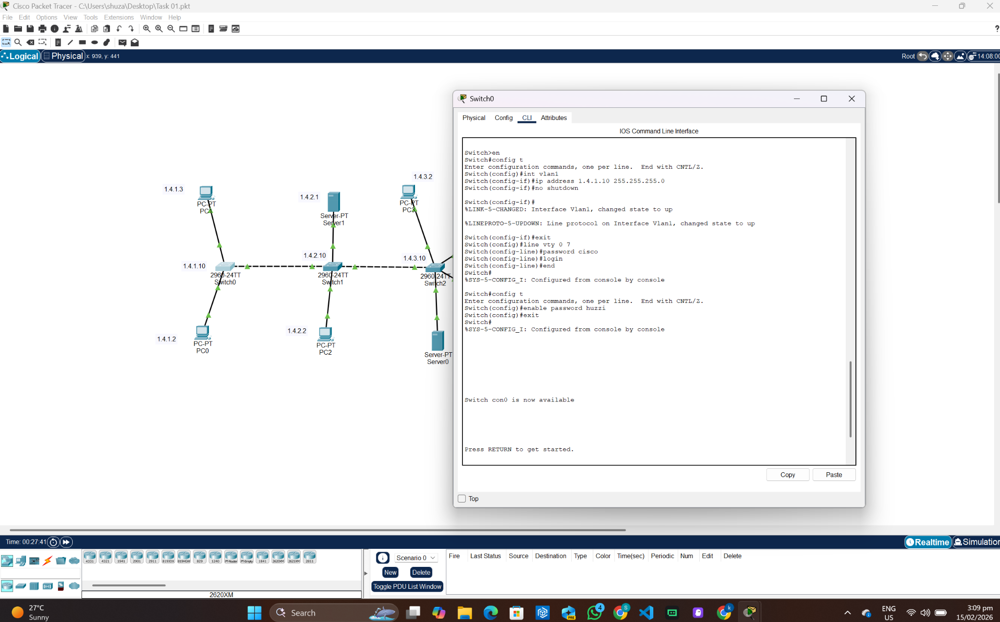 Cisco Packet Tracer - C:\Users\shuza\Desktop\Task 01.pkt
File Edit Options View Tools Extensions Window Help
?
Logical Physical x: 939, y: 441 Root 14:08:00
Switch0
Physical Config CLI Attributes
IOS Command Line Interface
Switch>en
Switch#config t
Enter configuration commands, one per line.  End with CNTL/Z.
Switch(config)#int vlan1
Switch(config-if)#ip address 1.4.1.10 255.255.255.0
Switch(config-if)#no shutdown
Switch(config-if)#
%LINK-5-CHANGED: Interface Vlan1, changed state to up
%LINEPROTO-5-UPDOWN: Line protocol on Interface Vlan1, changed state to up
Switch(config-if)#exit
Switch(config)#line vty 0 7
Switch(config-line)#password cisco
Switch(config-line)#login
Switch(config-line)#end
Switch#
%SYS-5-CONFIG_I: Configured from console by console
Switch#config t
Enter configuration commands, one per line.  End with CNTL/Z.
Switch(config)#enable password huzzi
Switch(config)#exit
Switch#
%SYS-5-CONFIG_I: Configured from console by console
Switch con0 is now available
Press RETURN to get started.
Copy Paste
Top
1.4.3.2
1.4.1.3
PC-PT
PC1
1.4.2.1
Server-PT
Server1
PC-PT
PC3
1.4.1.10
2960-24TT
Switch0
1.4.2.10
2960-24TT
Switch1
1.4.3.10
2960-24TT
Switch2
1.4.1.2
PC-PT
PC0
1.4.2.2
PC-PT
PC2
Server-PT
Server0
Time: 00:27:41
Realtime Simulation
4331 4321 1941 2901 2911 819IOX 819HGW 829 1240 PT-Router PT-Empty 1841 2620XM 2621XM 2811
2620XM
Scenario 0
New Delete
Toggle PDU List Window
Fire Last Status Source Destination Type Color Time(sec) Periodic Num Edit Delete
27°C
Sunny
Search
PRE
4
S
k
ENG
US
3:09 pm
15/02/2026